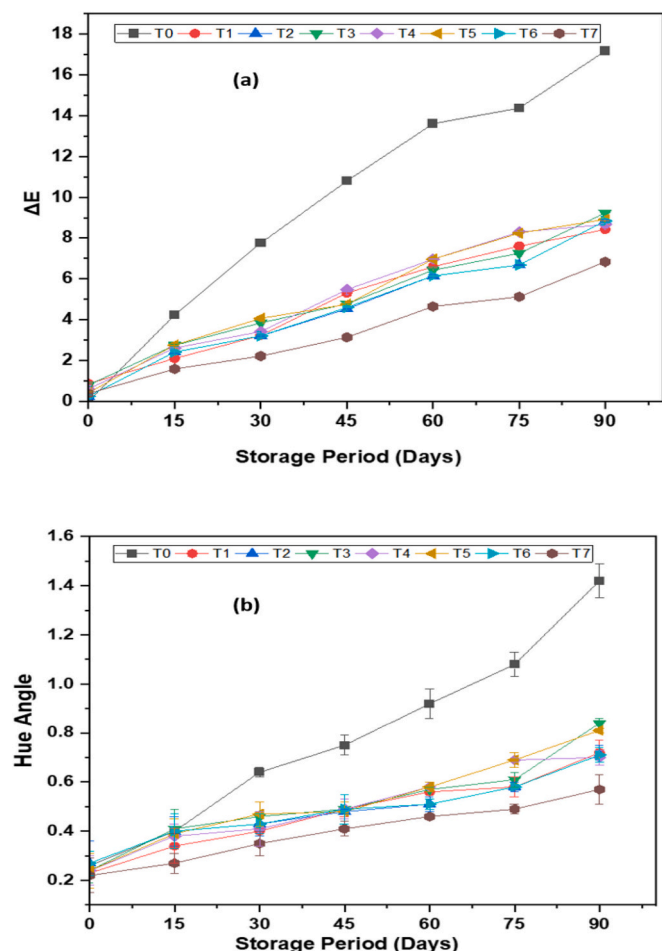 18
T0 T1 T2 T3 T4 T5 T6 T7
16
(a)
14
12
10
ΔE
8
6
4
2
0
0 15 30 45 60 75 90
Storage Period (Days)
1.6
T0 T1 T2 T3 T4 T5 T6 T7
1.4
(b)
1.2
1.0
Hue Angle
0.8
0.6
0.4
0.2
0 15 30 45 60 75 90
Storage Period (Days)